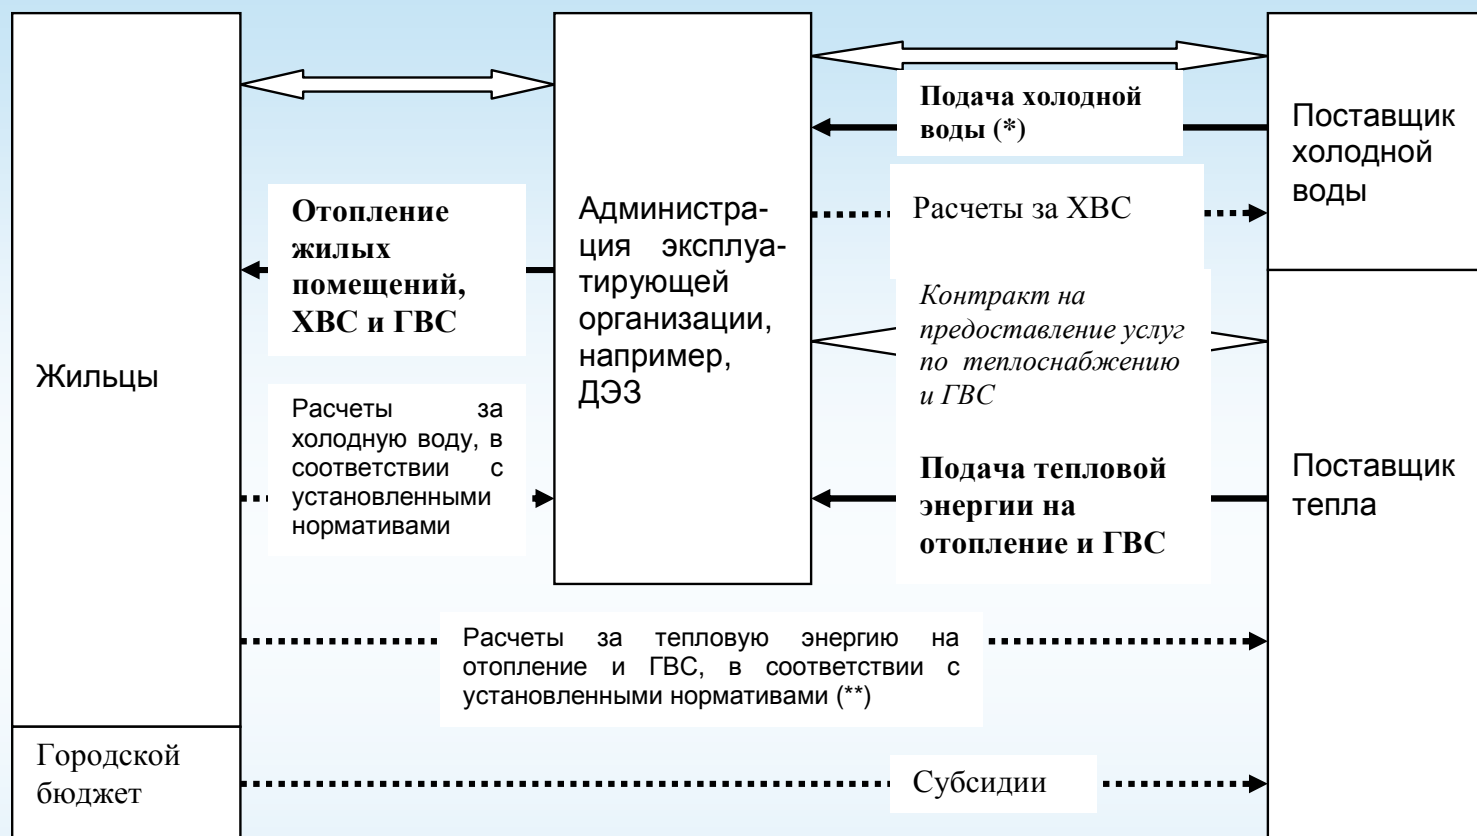 Жильцы
Городской
бюджет
Отопление
жилых
помещений,
ХВС и ГВС
Расчеты за
холодную воду, в
соответствии с
установленными
нормативами
Администра-
ция эксплуа-
тирующей
организации,
например,
ДЭЗ
Подача холодной
воды (*)
Расчеты за ХВС
Контракт на
предоставление услуг
по теплоснабжению
и ГВС
Подача тепловой
энергии на
отопление и ГВС
Поставщик
холодной
воды
Поставщик
тепла
Расчеты за тепловую энергию на
отопление и ГВС, в соответствии с
установленными нормативами (**)
Субсидии